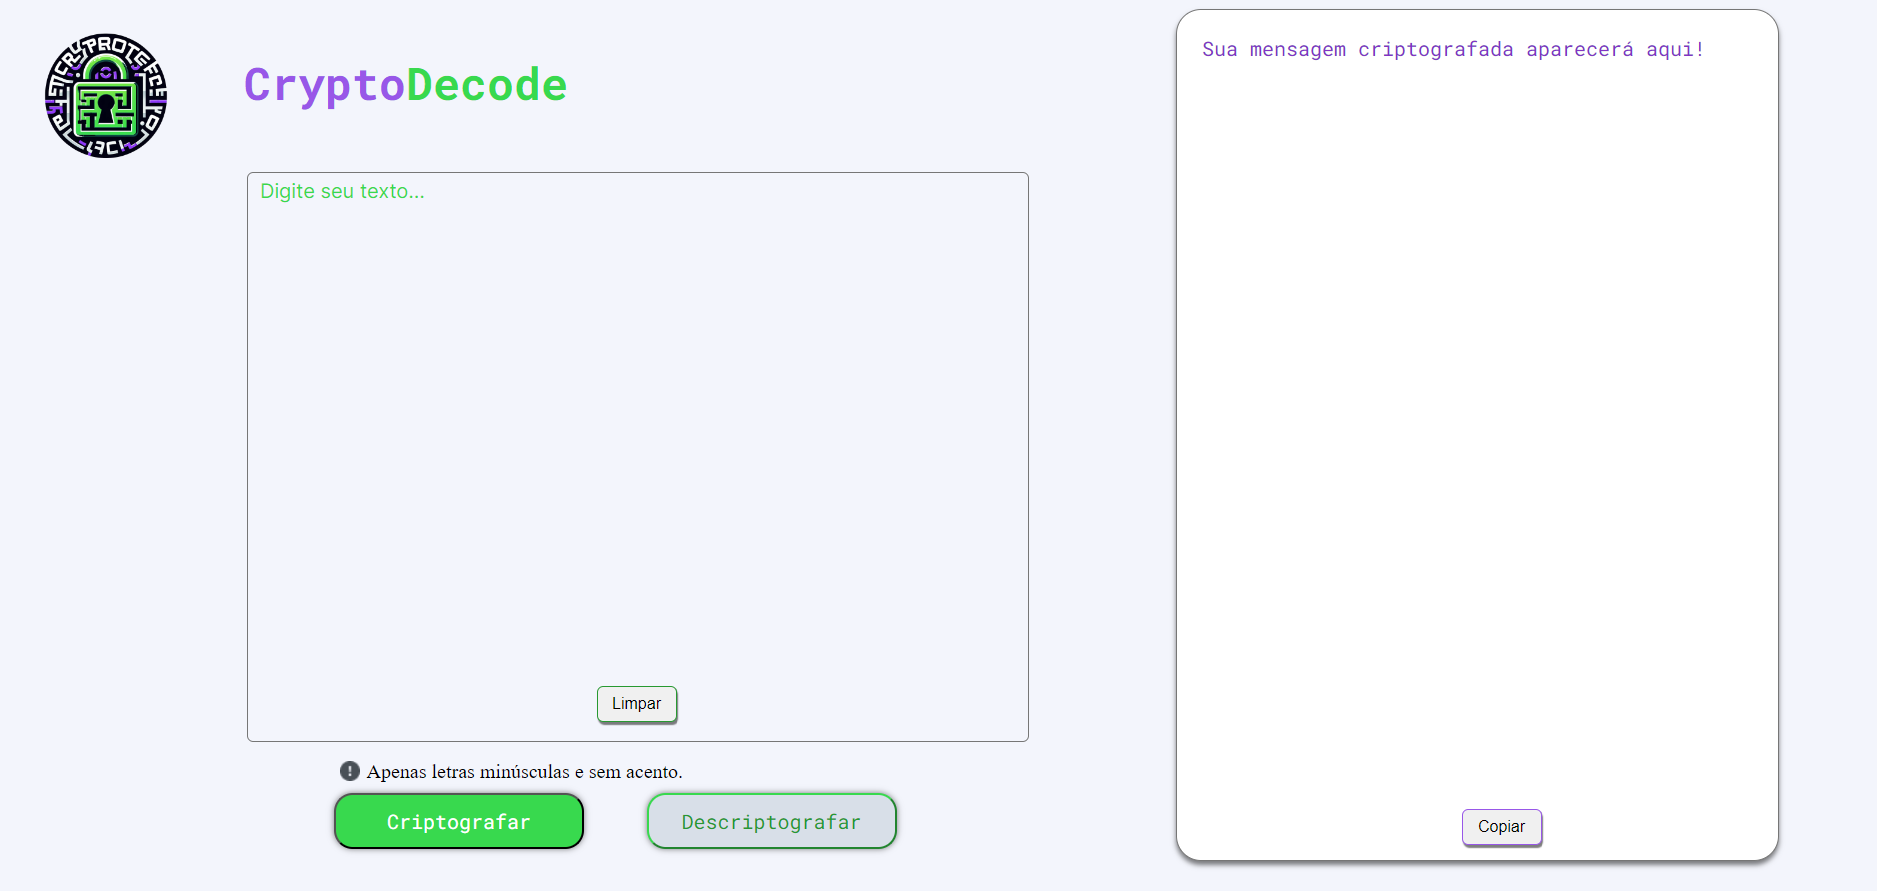 CryptoDecode
Digite seu texto...
Limpar
Apenas letras minúsculas e sem acento.
Criptografar
Descriptografar
Sua mensagem criptografada aparecerá aqui!
Copiar